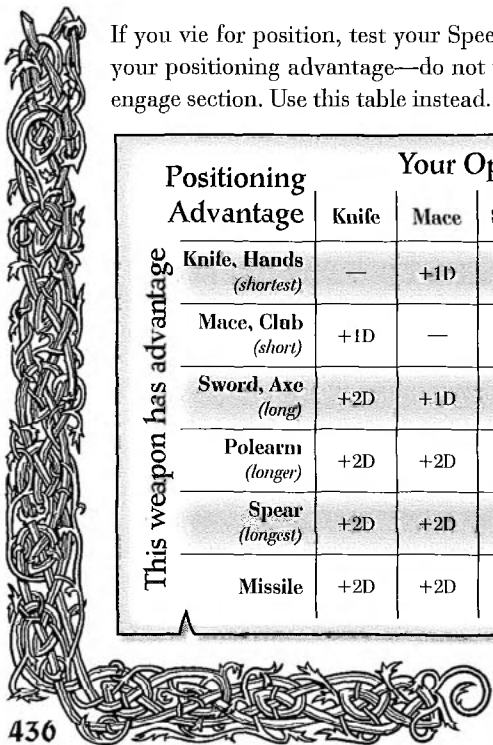 If you vie for position, test your Spee
your positioning advantage—do not
engage section. Use this table instead.
Positioning Advantage
Your Op
Knife
Mace
This weapon has advantage
Knife, Hands (shortest) — +1D
Mace, Club (short) +1D —
Sword, Axe (long) +2D +1D
Polearm (longer) +2D +2D
Spear (longest) +2D +2D
Missile +2D +2D
436